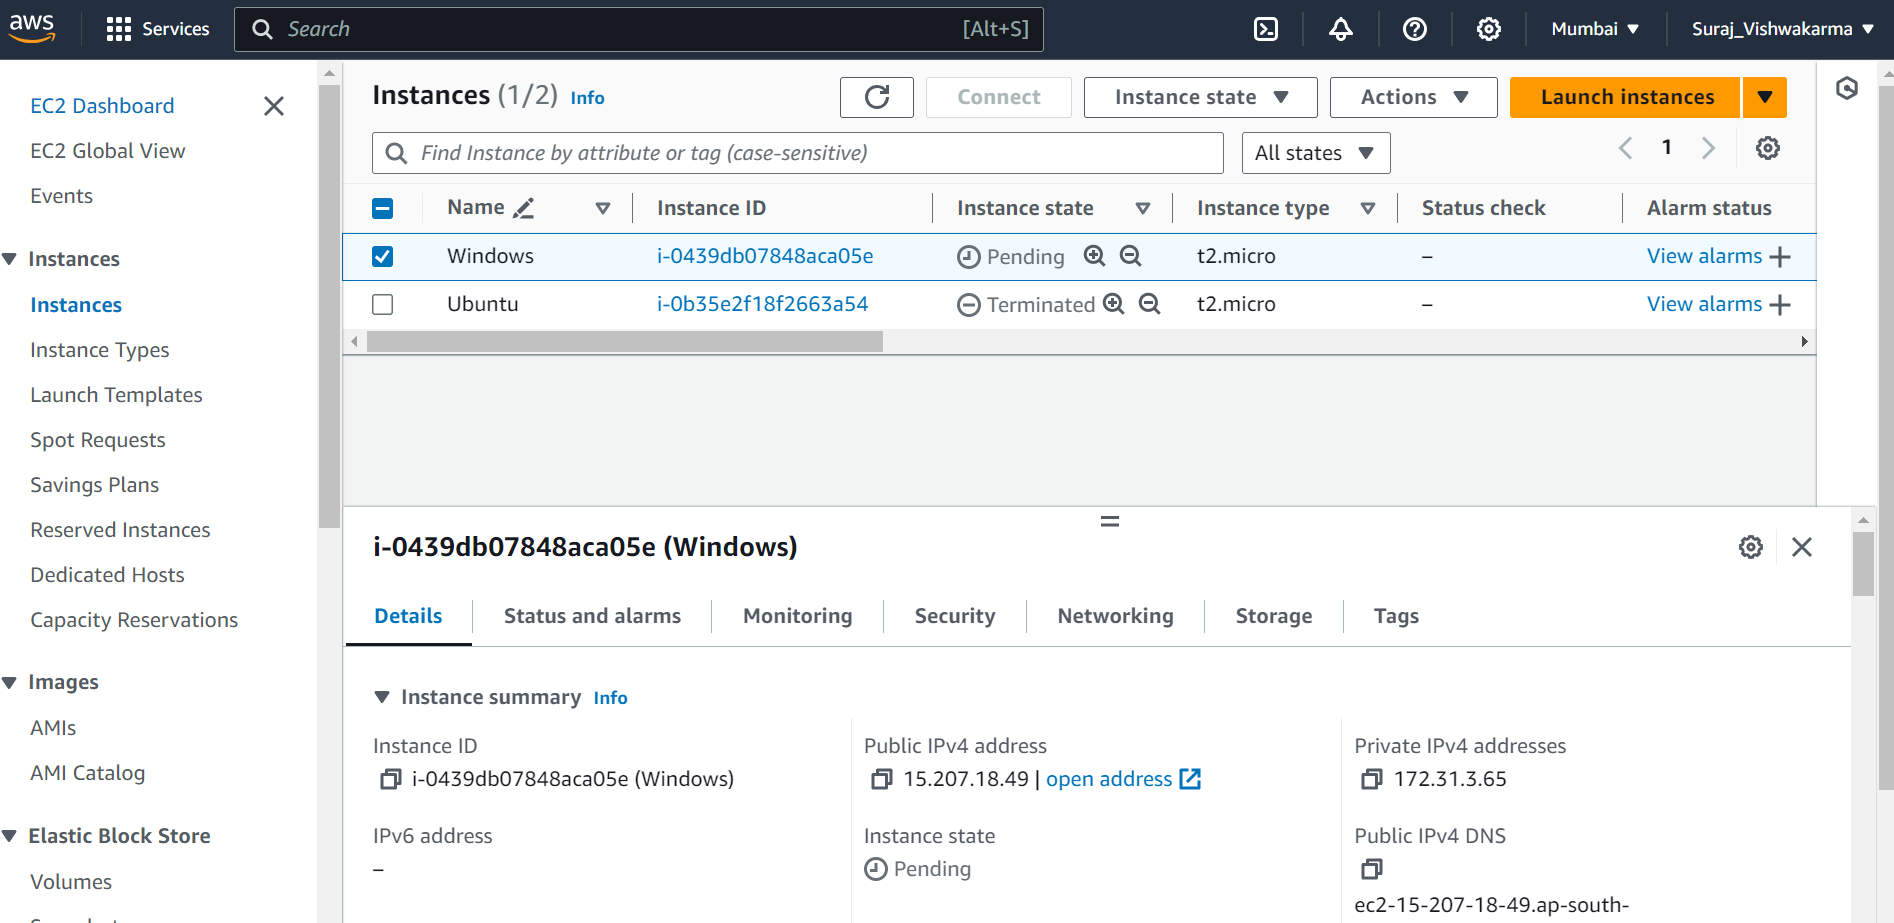 aws
Services
Search [Alt+S]
Mumbai
Suraj_Vishwakarma
EC2 Dashboard
EC2 Global View
Events
Instances
Instances
Instance Types
Launch Templates
Spot Requests
Savings Plans
Reserved Instances
Dedicated Hosts
Capacity Reservations
Images
AMIs
AMI Catalog
Elastic Block Store
Volumes
Instances (1/2) Info
Connect
Instance state
Actions
Launch instances
Find Instance by attribute or tag (case-sensitive)
All states
1
Name Instance ID Instance state Instance type Status check Alarm status
Windows i-0439db07848aca05e Pending t2.micro – View alarms +
Ubuntu i-0b35e2f18f2663a54 Terminated t2.micro – View alarms +
i-0439db07848aca05e (Windows)
Details Status and alarms Monitoring Security Networking Storage Tags
Instance summary Info
Instance ID
i-0439db07848aca05e (Windows)
Public IPv4 address
15.207.18.49 | open address
Private IPv4 addresses
172.31.3.65
IPv6 address
–
Instance state
Pending
Public IPv4 DNS
ec2-15-207-18-49.ap-south-